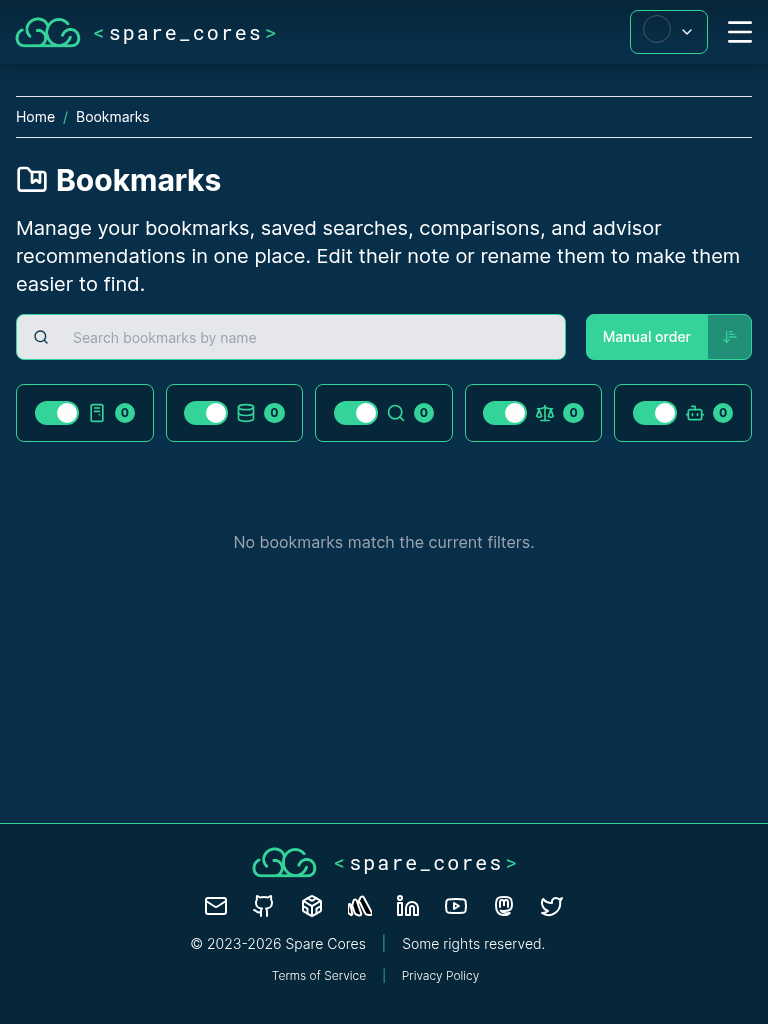 <spare_cores>
Home / Bookmarks
Bookmarks
Manage your bookmarks, saved searches, comparisons, and advisor
recommendations in one place. Edit their note or rename them to make them
easier to find.
Search bookmarks by name
Manual order
0
0
0
0
0
No bookmarks match the current filters.
<spare_cores>
© 2023-2026 Spare Cores | Some rights reserved.
Terms of Service | Privacy Policy